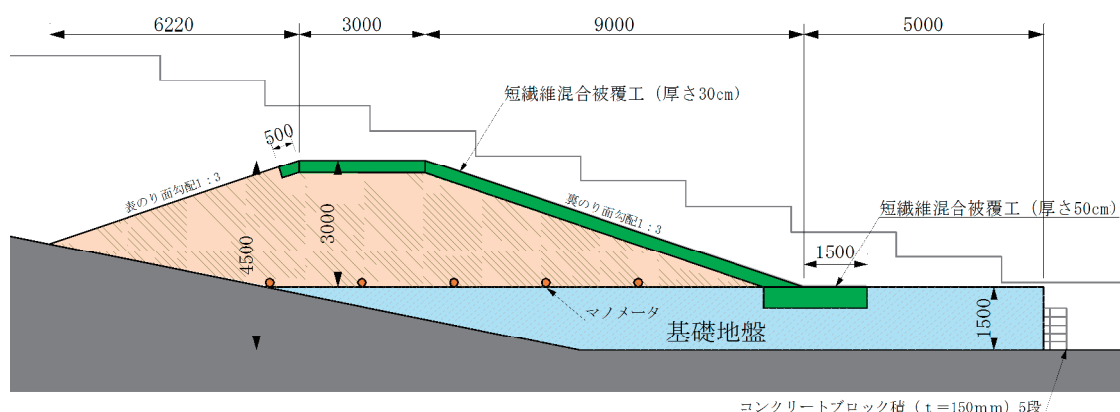 6220
3000
9000
5000
短繊維混合被覆工（厚さ30cm）
500
表のり面勾配1：3
裏のり面勾配1：3
短繊維混合被覆工（厚さ50cm）
3000
4500
1500
マノメータ
基礎地盤
1500
コンクリートブロック積（ｔ＝150mm）5段